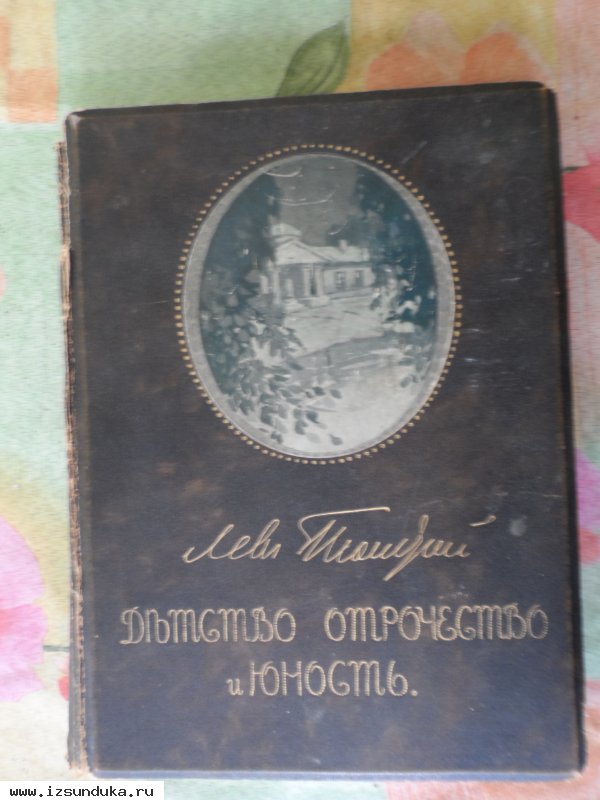 Левъ Толстой
Дѣтство Отрочество
и Юность.
www.izsunduka.ru